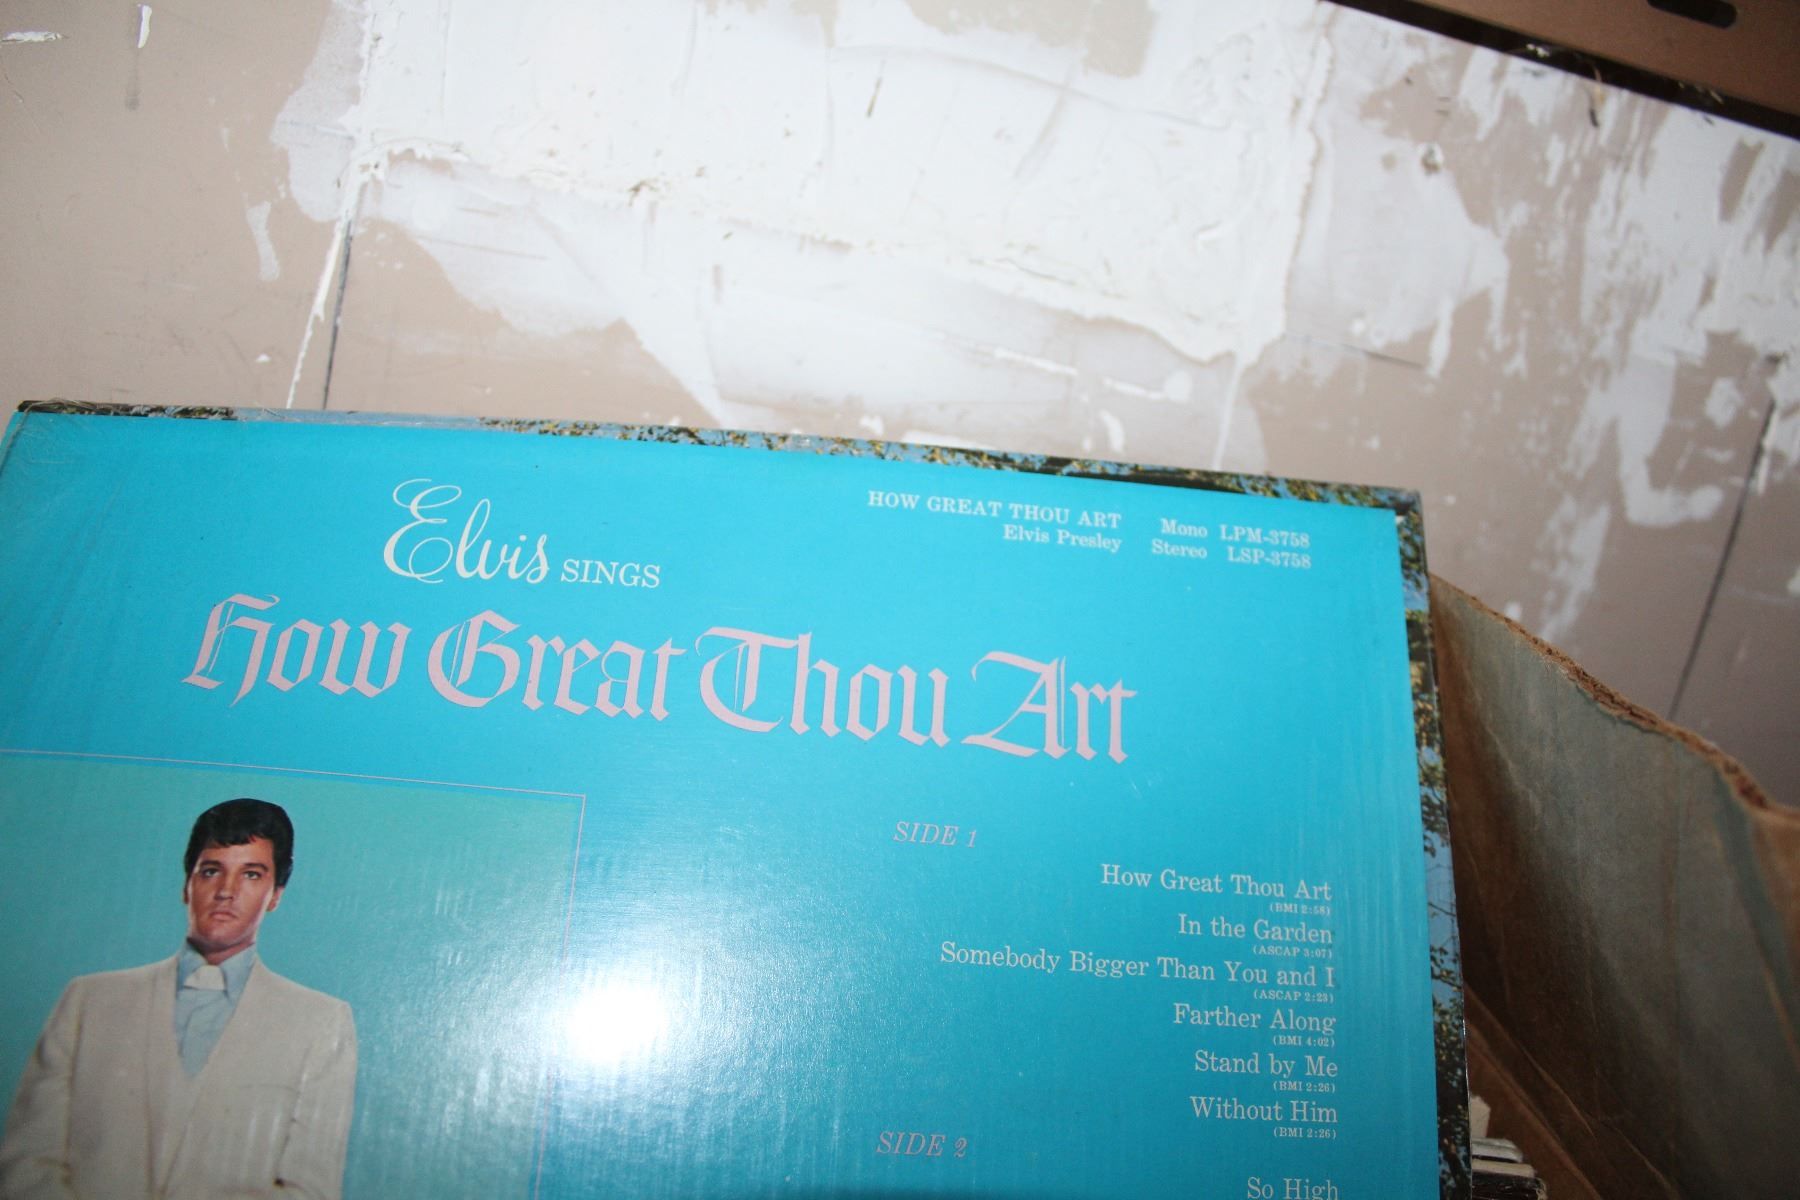 HOW GREAT THOU ART Mono LPM-3758
Elvis Presley Stereo LSP-3758
Elvis SINGS
How Great Thou Art
SIDE 1
How Great Thou Art
(BMI 2:58)
In the Garden
(ASCAP 3:07)
Somebody Bigger Than You and I
(ASCAP 2:23)
Farther Along
(BMI 4:02)
Stand by Me
(BMI 2:26)
Without Him
(BMI 2:26)
SIDE 2
So High